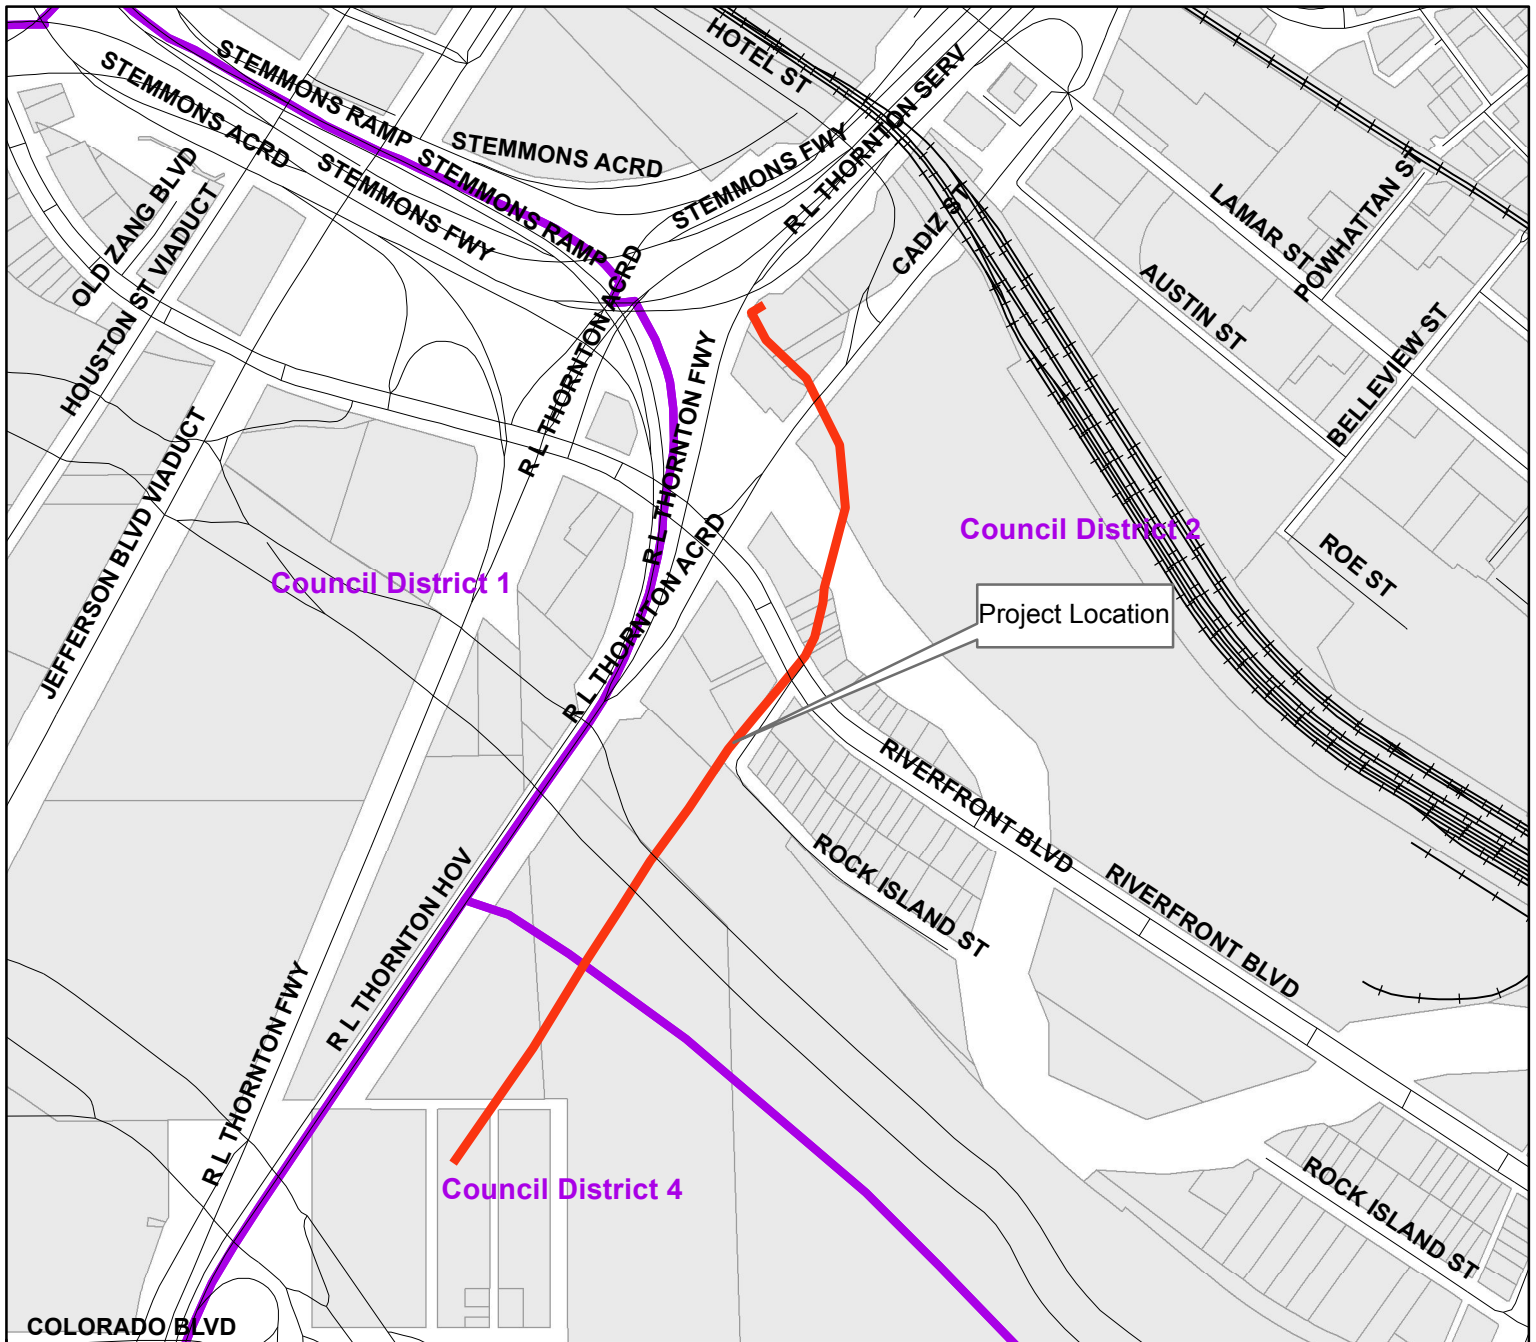 HOTEL ST
STEMMONS RAMP
STEMMONS ACRD
STEMMONS ACRD
STEMMONS FWY
STEMMONS RAMP
STEMMONS FWY
R L THORNTON SERV
OLD ZANG BLVD
HOUSTON ST VIADUCT
CADIZ ST
LAMAR ST
POWHATTAN ST
AUSTIN ST
BELLEVIEW ST
R L THORNTON ACRD
R L THORNTON FWY
JEFFERSON BLVD VIADUCT
Council District 1
Council District 2
ROE ST
R L THORNTON ACRD
Project Location
RIVERFRONT BLVD
ROCK ISLAND ST
RIVERFRONT BLVD
R L THORNTON HOV
R L THORNTON FWY
Council District 4
ROCK ISLAND ST
COLORADO BLVD